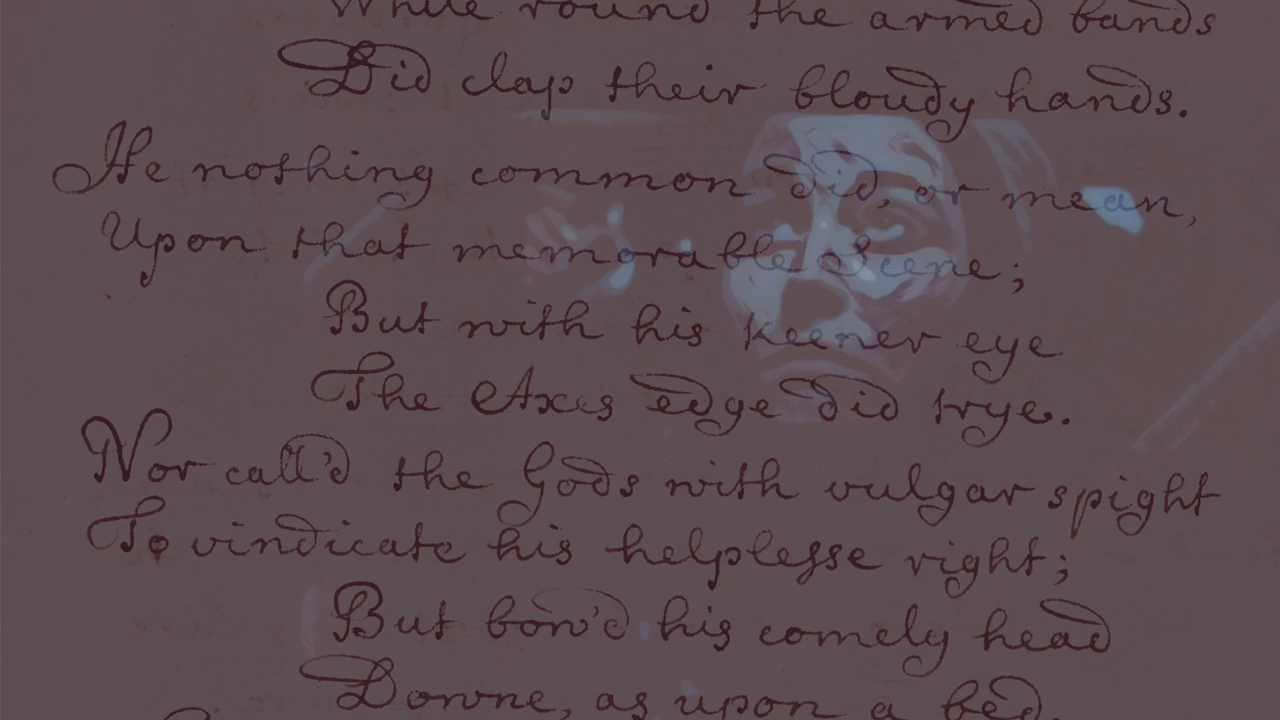 While round the armed bands
Did clap their bloudy hands.
He nothing common did, or mean,
Upon that memorable Scene;
But with his keener eye
The Axes edge did trye.
Nor call'd the Gods with vulgar spight
To vindicate his helplesse right;
But bow'd his comely head
Downe, as upon a bed.